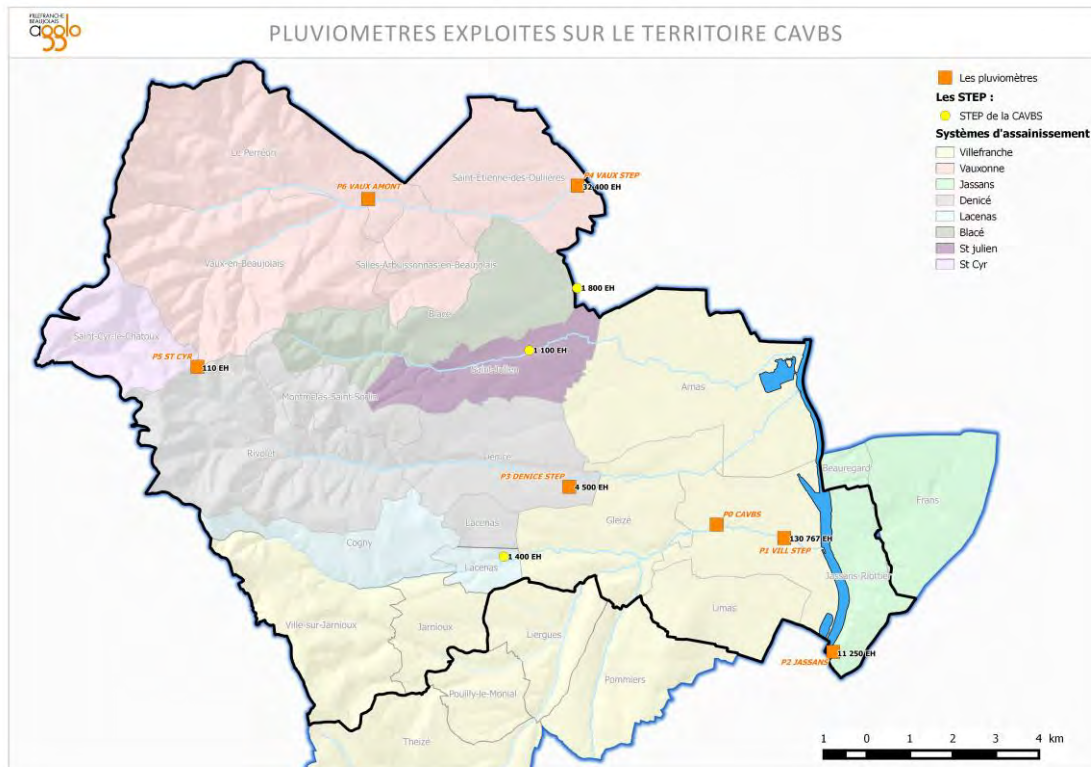 VILLEFRANCHE
BEAUJOLAIS
agglo
PLUVIOMETRES EXPLOITES SUR LE TERRITOIRE CAVBS
Les pluviomètres
Les STEP :
STEP de la CAVBS
Systèmes d'assainissement
Villefranche
Vauxonne
Jassans
Denicé
Lacenas
Blacé
St julien
St Cyr
Le Perréon
P6 VAUX AMONT
Saint-Étienne-des-Oullières
P4 VAUX STEP
32 400 EH
Vaux-en-Beaujolais
Salles-Arbuissonnas-en-Beaujolais
1 800 EH
Blacé
Saint-Cyr-le-Chatoux
P5 ST CYR
110 EH
1 100 EH
Saint-Julien
Arnas
Montmelas-Saint-Sorlin
Rivolet
Denicé
P3 DENICE STEP
4 500 EH
Beauregard
Frans
Lacenas
Gleizé
P0 CAVBS
P1 VILL STEP
130 767 EH
Cogny
1 400 EH
Lacenas
Jassans-Riottier
Limas
Ville-sur-Jarnioux
Jarnioux
Liergues
P2 JASSANS
11 250 EH
Pouilly-le-Monial
Pommiers
Theizé
1 0 1 2 3 4 km